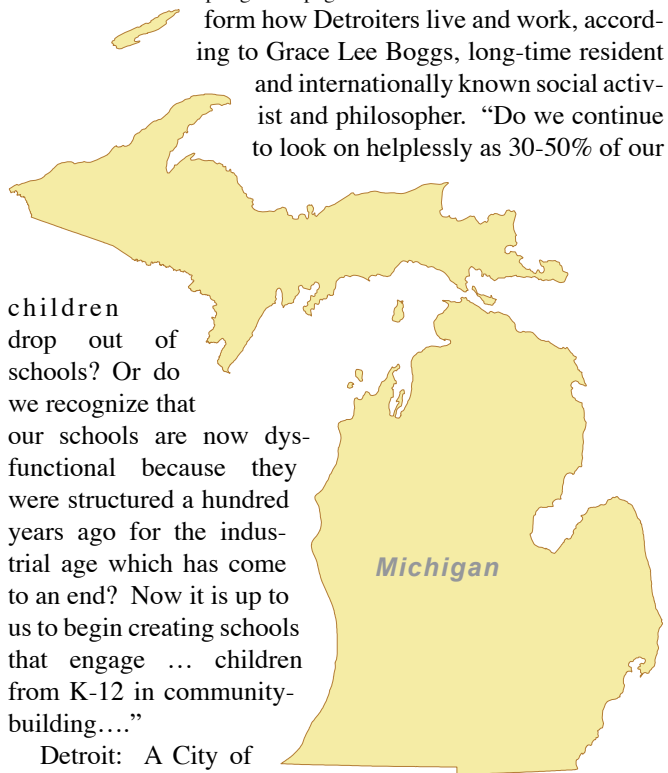 form how Detroiters live and work, accord-
ing to Grace Lee Boggs, long-time resident
and internationally known social activ-
ist and philosopher. “Do we continue
to look on helplessly as 30-50% of our
children
drop out of
schools? Or do
we recognize that
our schools are now dys-
functional because they
were structured a hundred
years ago for the indus-
trial age which has come
to an end? Now it is up to
us to begin creating schools
that engage … children
from K-12 in community-
building….”
Detroit: A City of
Michigan